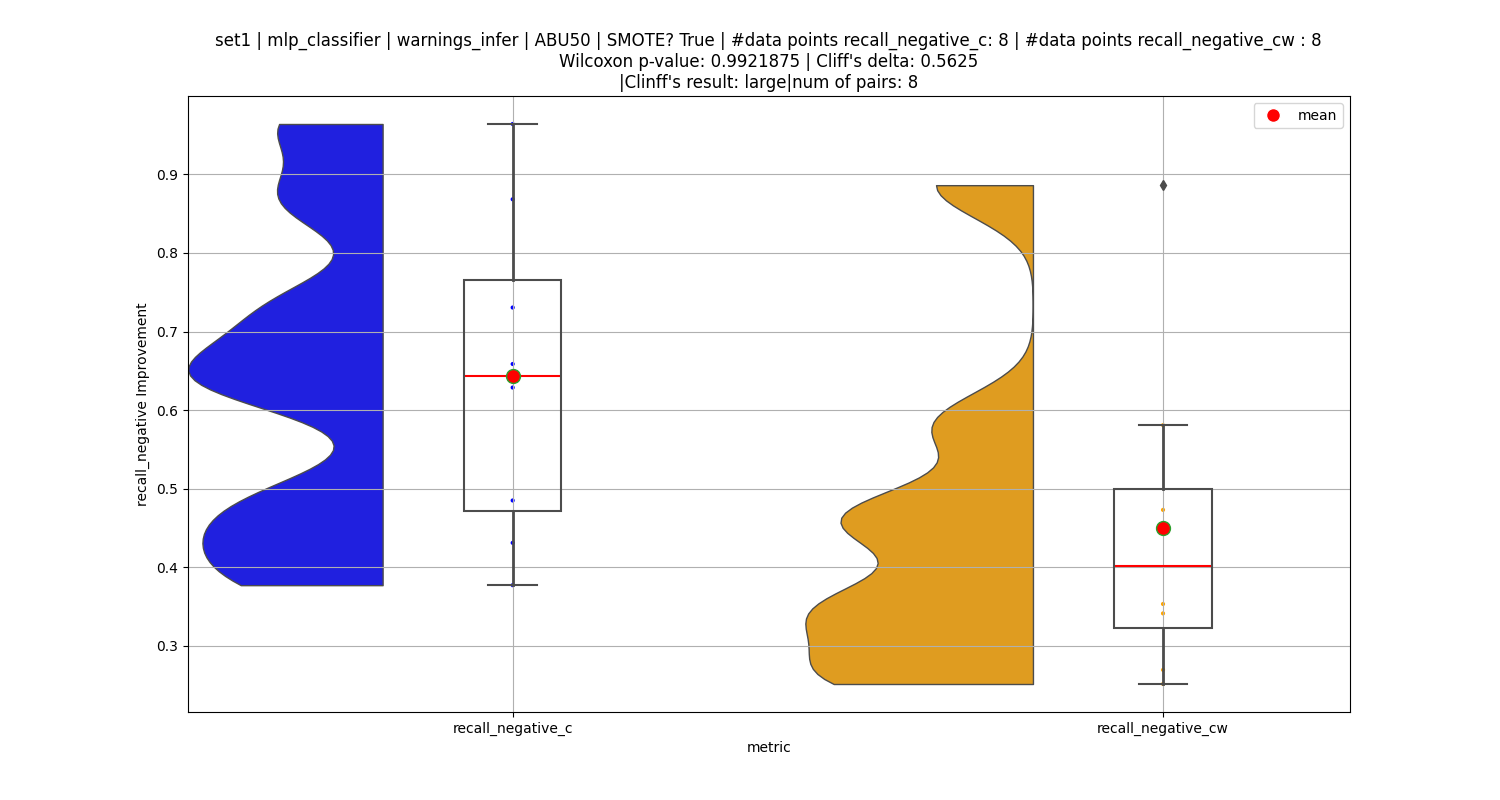 set1 | mlp_classifier | warnings_infer | ABU50 | SMOTE? True | #data points recall_negative_c: 8 | #data points recall_negative_cw : 8
Wilcoxon p-value: 0.9921875 | Cliff's delta: 0.5625
|Clinff's result: large|num of pairs: 8
mean
0.9
0.8
0.7
0.6
0.5
0.4
0.3
recall_negative Improvement
recall_negative_c
recall_negative_cw
metric